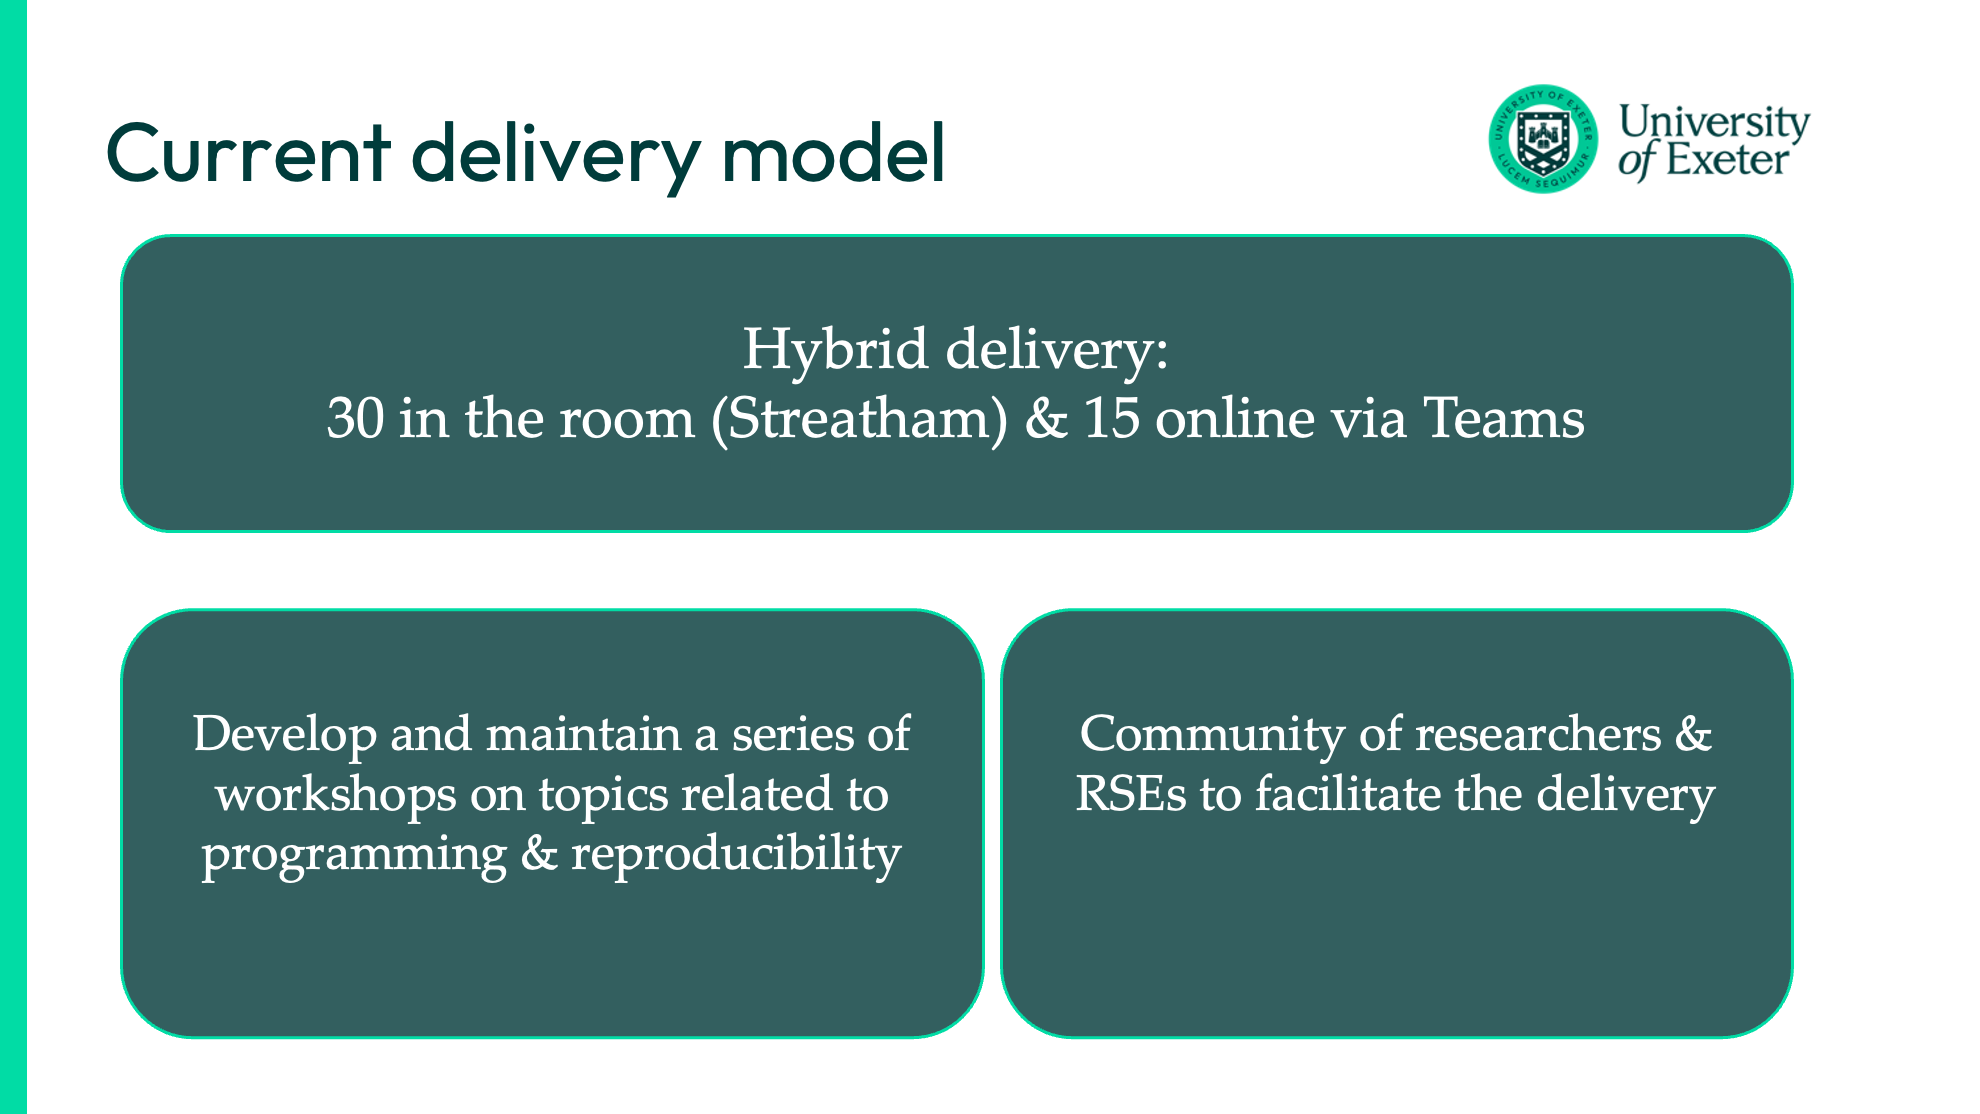 Current delivery model
UNIVERSITY OF EXETER
LUCEM SEQUIMUR
University
of Exeter
Hybrid delivery:
30 in the room (Streatham) & 15 online via Teams
Develop and maintain a series of
workshops on topics related to
programming & reproducibility
Community of researchers &
RSEs to facilitate the delivery